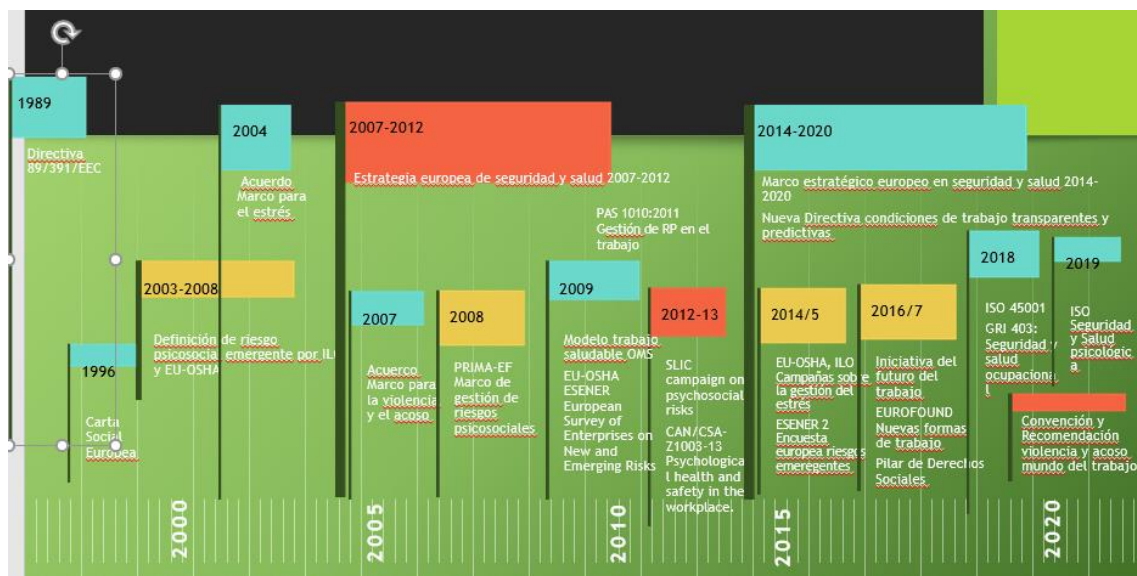 1989
Directiva
89/391/EEC
1996
Carta
Social
Europea
2003-2008
Definición de riesgo
psicosocial emergente por ILO
y EU-OSHA
2004
Acuerdo
Marco para
el estrés
2007-2012
Estrategia europea de seguridad y salud 2007-2012
2007
Acuerco
Marco para
la violencia
y el acoso
2008
PRIMA-EF
Marco de
gestión de
riesgos
psicosociales
PAS 1010:2011
Gestión de RP en el
trabajo
2009
Modelo trabajo
saludable OMS
EU-OSHA
ESENER
European
Survey of
Enterprises on
New and
Emerging Risks
2012-13
SLIC
campaign on
psychosocial
risks
CAN/CSA-
Z1003-13
Psychologica
l health and
safety in the
workplace.
2014-2020
Marco estratégico europeo en seguridad y salud 2014-
2020
Nueva Directiva condiciones de trabajo transparentes y
predictivas
2014/5
EU-OSHA, ILO
Campañas sobre
la gestión del
estrés
ESENER 2
Encuesta
europea riesgos
emeregentes
2016/7
Iniciativa del
futuro del
trabajo
EUROFOUND
Nuevas formas
de trabajo
Pilar de Derechos
Sociales
2018
ISO 45001
GRI 403:
Seguridad y
salud
ocupaciona
l
2019
ISO
Seguridad
y Salud
psicológic
a
Convención y
Recomendación
violencia y acoso
mundo del trabajo
2000
2005
2010
2015
2020